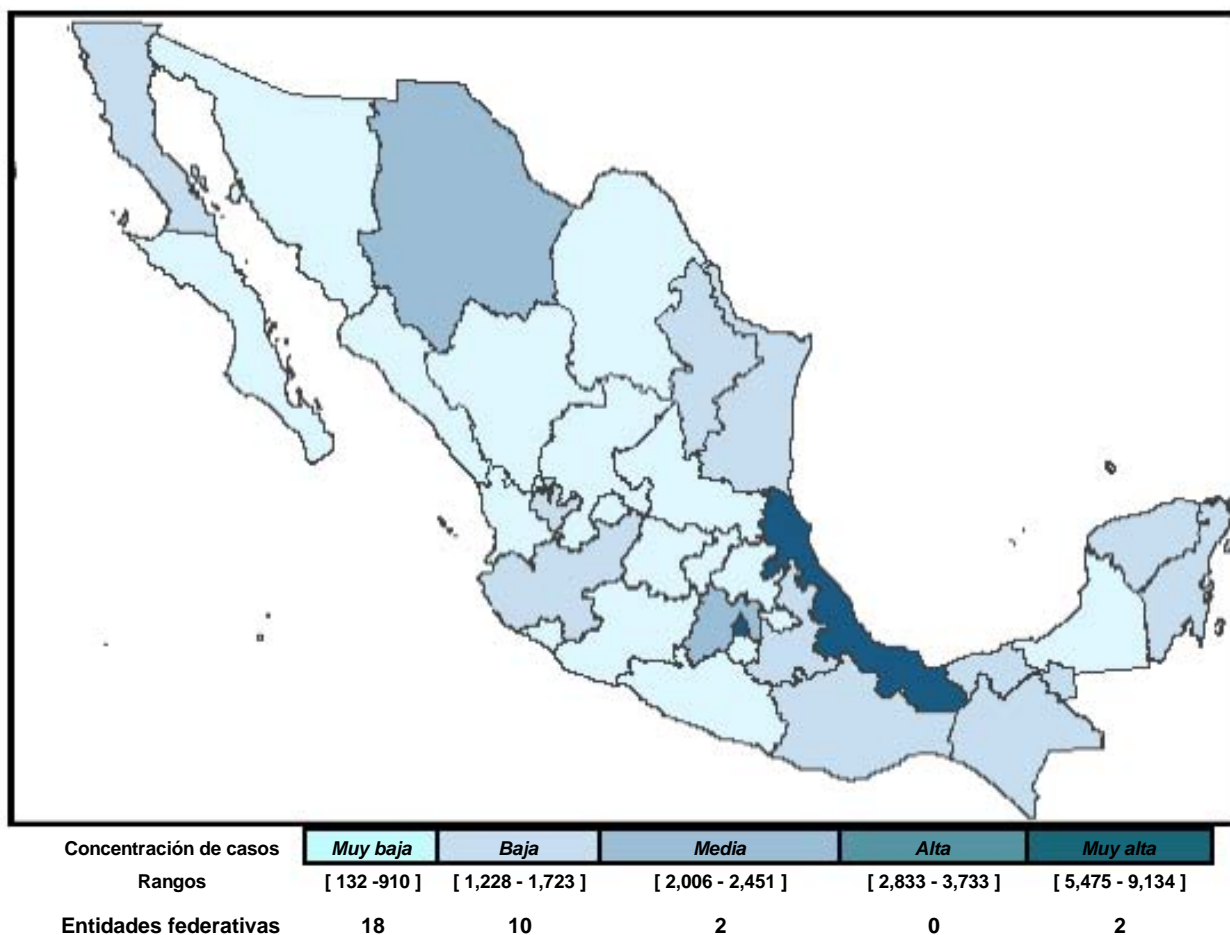 Concentración de casos Muy baja Baja Media Alta Muy alta
Rangos [ 132 -910 ] [ 1,228 - 1,723 ] [ 2,006 - 2,451 ] [ 2,833 - 3,733 ] [ 5,475 - 9,134 ]
Entidades federativas 18 10 2 0 2